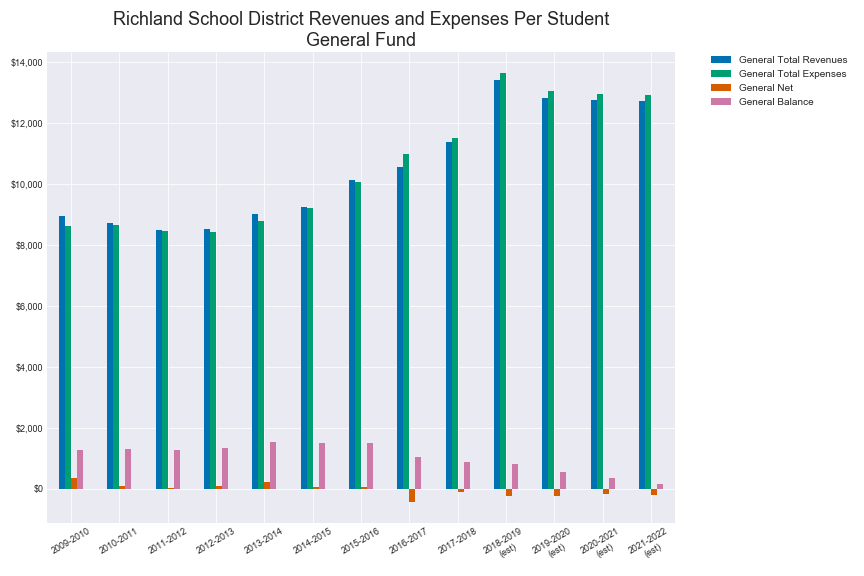 Richland School District Revenues and Expenses Per Student
General Fund
General Total Revenues
General Total Expenses
General Net
General Balance
$14,000
$12,000
$10,000
$8,000
$6,000
$4,000
$2,000
$0
2009-2010
2010-2011
2011-2012
2012-2013
2013-2014
2014-2015
2015-2016
2016-2017
2017-2018
2018-2019
(est)
2019-2020
(est)
2020-2021
(est)
2021-2022
(est)